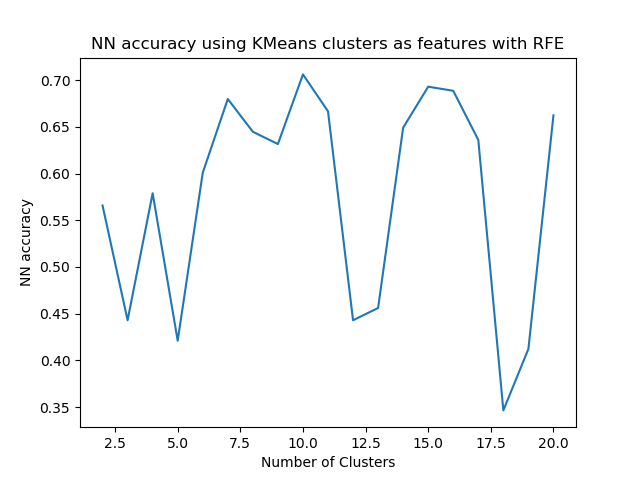 NN accuracy using KMeans clusters as features with RFE
0.70
0.65
0.60
0.55
0.50
0.45
0.40
0.35
NN accuracy
2.5 5.0 7.5 10.0 12.5 15.0 17.5 20.0
Number of Clusters